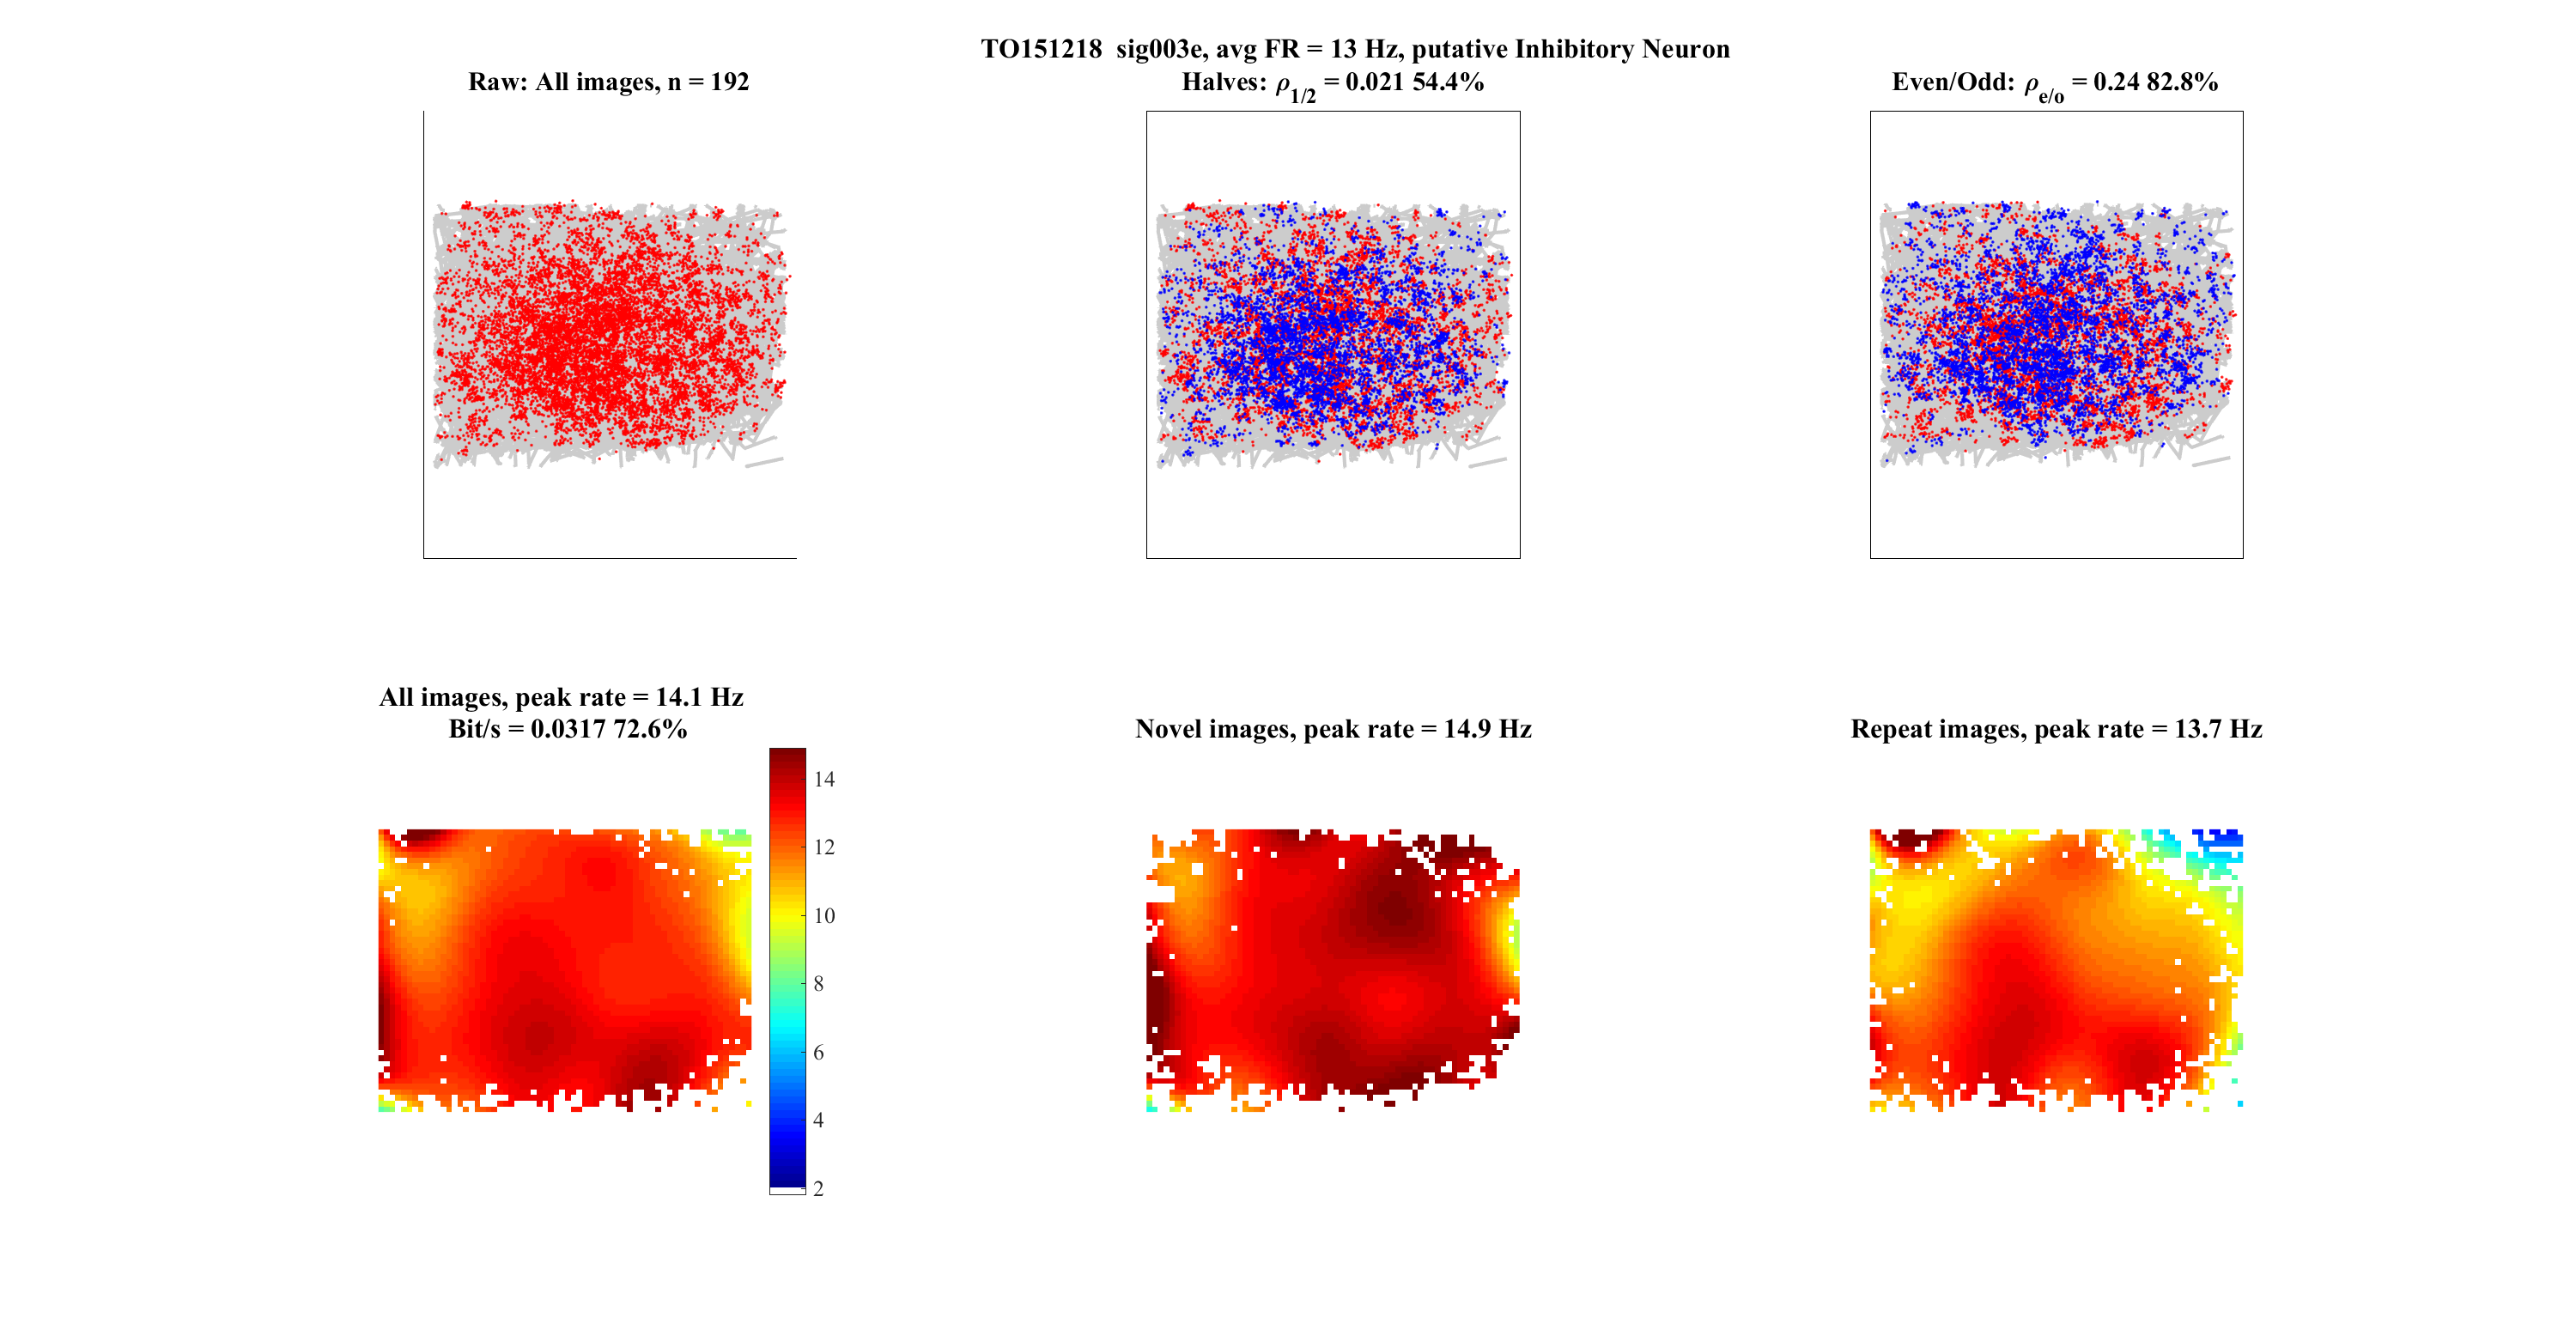 TO151218  sig003e, avg FR = 13 Hz, putative Inhibitory Neuron
Raw: All images, n = 192
Halves: ρ1/2 = 0.021 54.4%
Even/Odd: ρe/o = 0.24 82.8%
All images, peak rate = 14.1 Hz
Bit/s = 0.0317 72.6%
14
12
10
8
6
4
2
Novel images, peak rate = 14.9 Hz
Repeat images, peak rate = 13.7 Hz